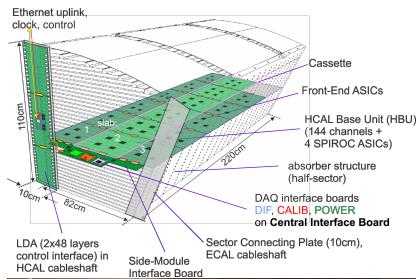 Ethernet uplink,
clock, control
Cassette
Front-End ASICs
HCAL Base Unit (HBU)
(144 channels +
4 SPIROC ASICs)
absorber structure
(half-sector)
DAQ interface boards
DIF, CALIB, POWER
on Central Interface Board
Sector Connecting Plate (10cm),
ECAL cableshaft
Side-Module
Interface Board
LDA (2x48 layers
control interface) in
HCAL cableshaft
110cm
10cm
82cm
220cm
slab:
1
2
3